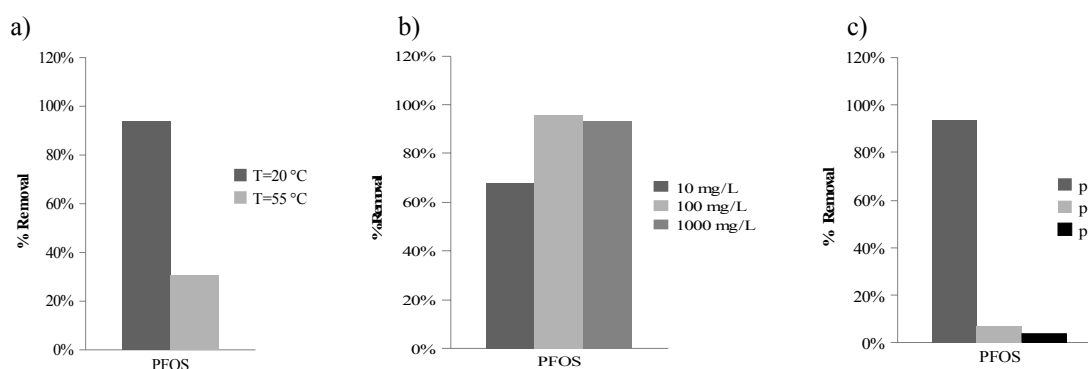 a)
120%
100%
80%
60%
40%
20%
0%
% Removal
PFOS
T=20 °C
T=55 °C
b)
120%
100%
80%
60%
40%
20%
0%
%Removal
PFOS
10 mg/L
100 mg/L
1000 mg/L
c)
120%
100%
80%
60%
40%
20%
0%
% Removal
PFOS
p
p
p